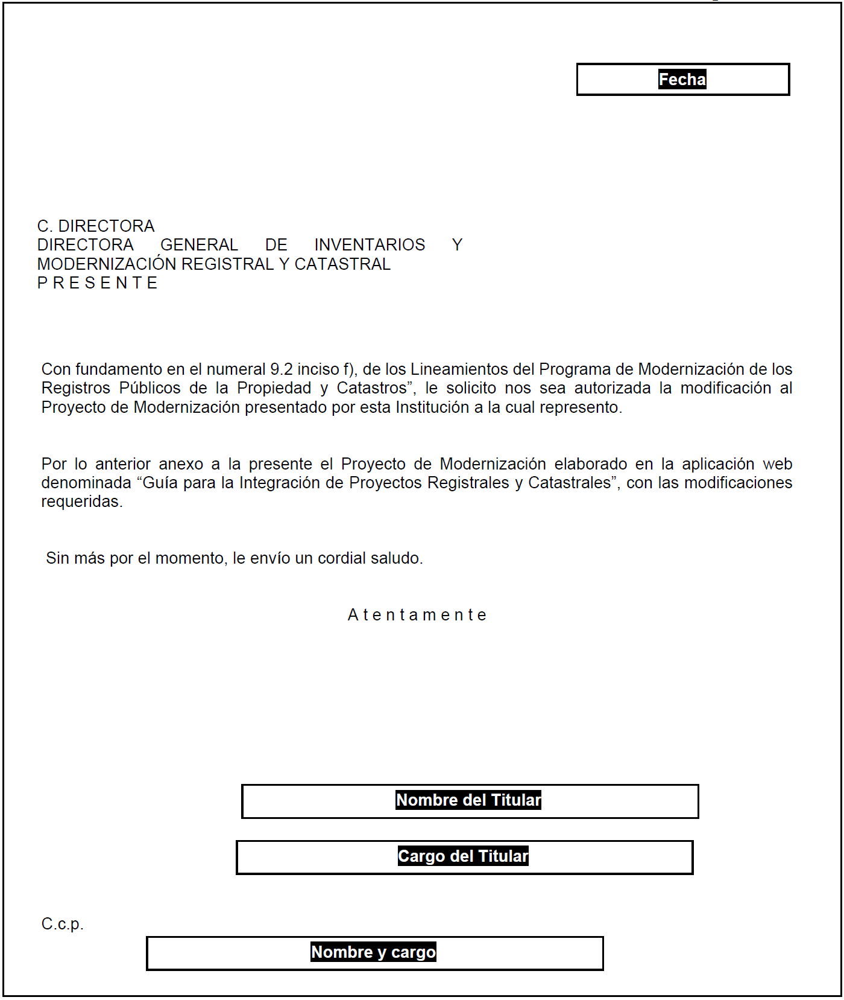 Fecha
C. DIRECTORA
DIRECTORA GENERAL DE INVENTARIOS Y
MODERNIZACIÓN REGISTRAL Y CATASTRAL
P R E S E N T E
Con fundamento en el numeral 9.2 inciso f), de los Lineamientos del Programa de Modernización de los
Registros Públicos de la Propiedad y Catastros”, le solicito nos sea autorizada la modificación al
Proyecto de Modernización presentado por esta Institución a la cual represento.
Por lo anterior anexo a la presente el Proyecto de Modernización elaborado en la aplicación web
denominada “Guía para la Integración de Proyectos Registrales y Catastrales”, con las modificaciones
requeridas.
Sin más por el momento, le envío un cordial saludo.
A t e n t a m e n t e
Nombre del Titular
Cargo del Titular
C.c.p.
Nombre y cargo